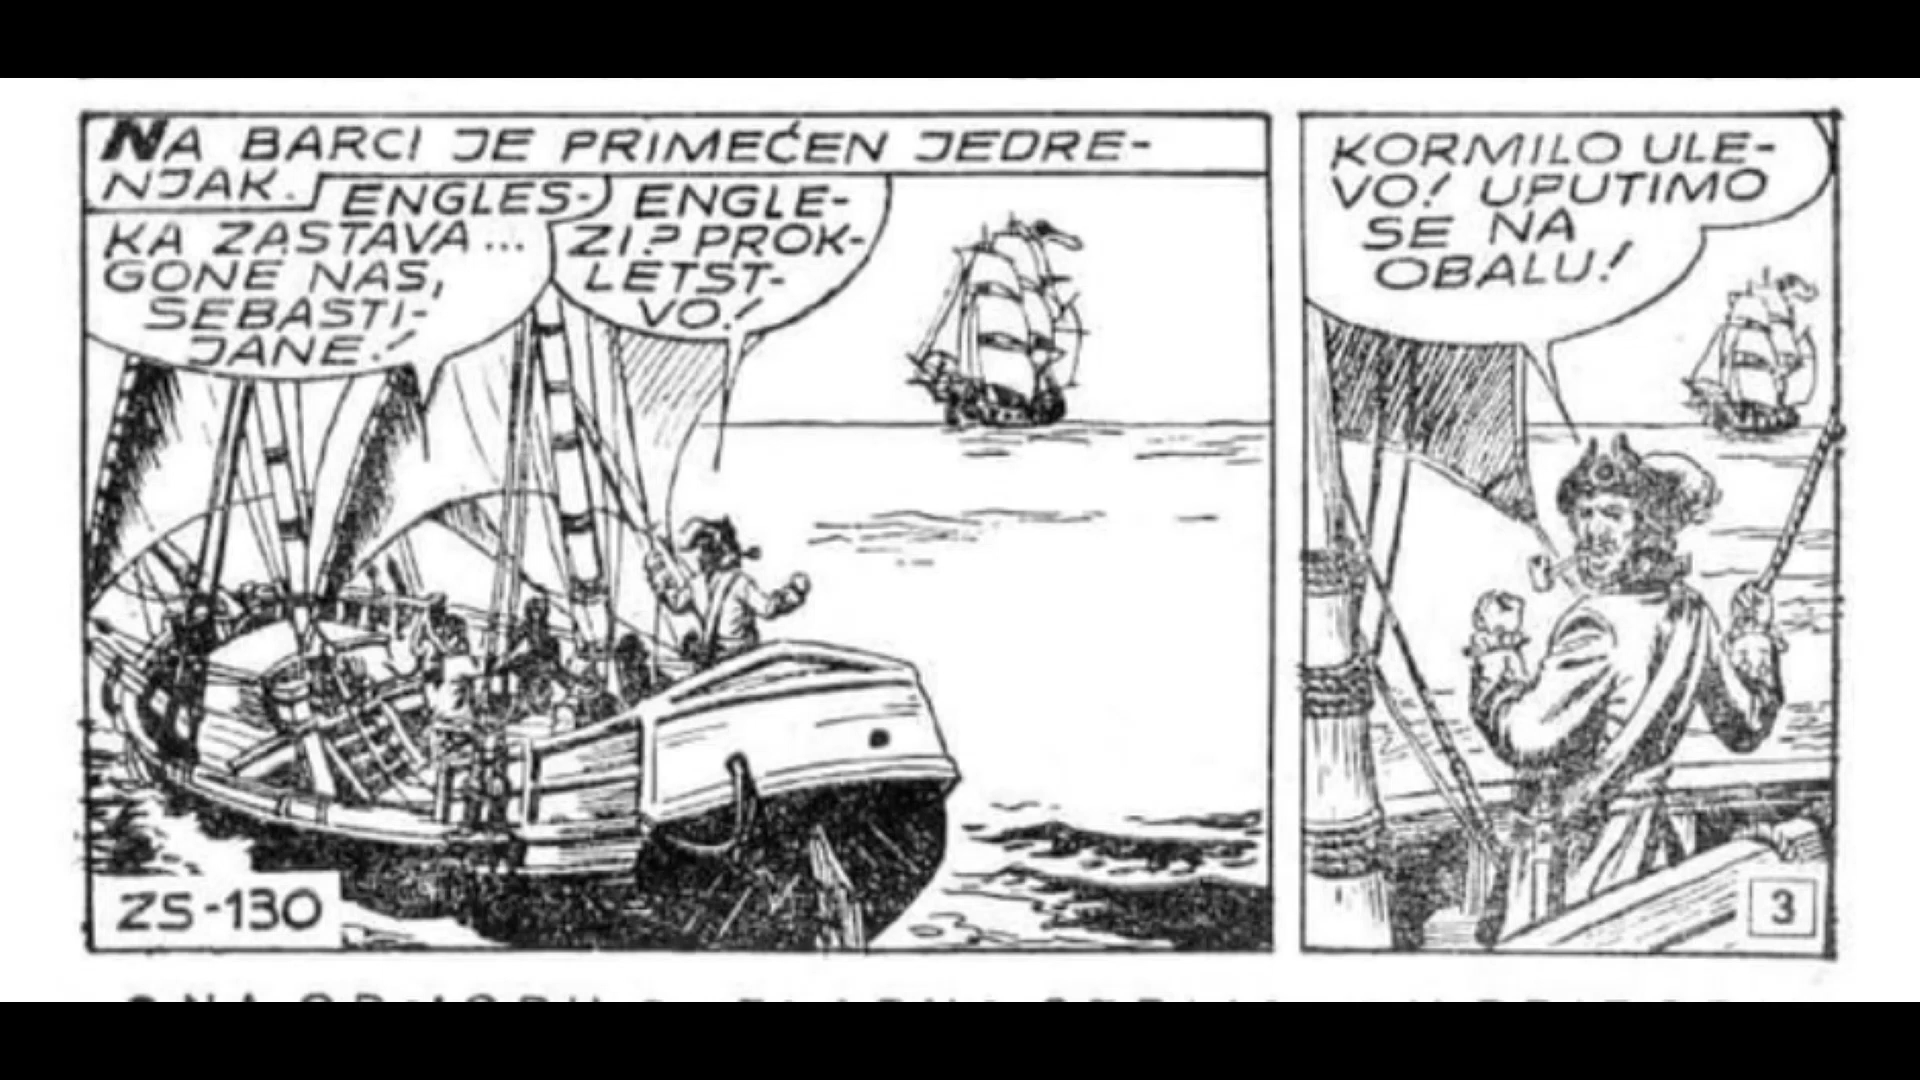 NA BARCI JE PRIMEĆEN JEDRE-
NJAK.
ENGLES-
KA ZASTAVA...
GONE NAS,
SEBASTI-
JANE!
ENGLE-
ZI? PROK-
LETST-
VO!
ZS-130
KORMILO ULE-
VO! UPUTIMO
SE NA
OBALU!
3